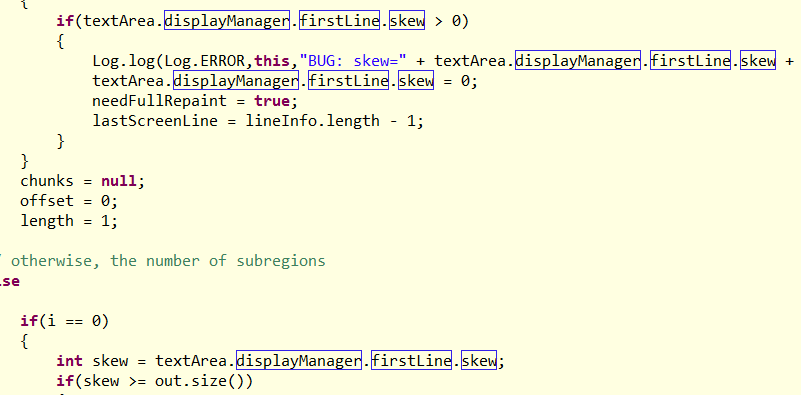 {
if(textArea.displayManager.firstLine.skew > 0)
{
Log.log(Log.ERROR,this,"BUG: skew=" + textArea.displayManager.firstLine.skew +
textArea.displayManager.firstLine.skew = 0;
needFullRepaint = true;
lastScreenLine = lineInfo.length - 1;
}
}
chunks = null;
offset = 0;
length = 1;
otherwise, the number of subregions
lse
if(i == 0)
{
int skew = textArea.displayManager.firstLine.skew;
if(skew >= out.size())